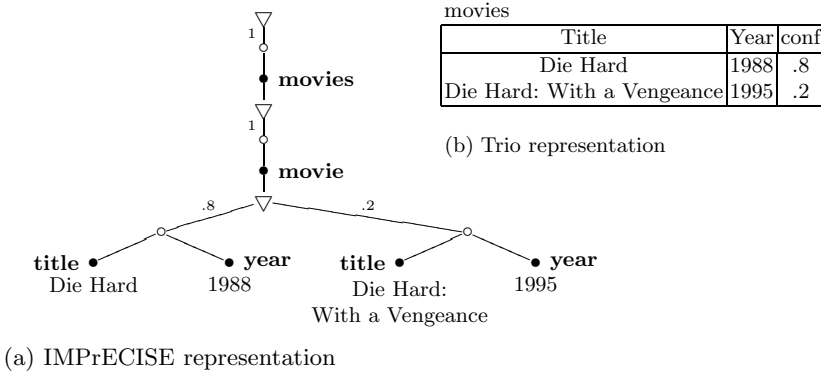 movies
Title Year conf
Die Hard 1988 .8
Die Hard: With a Vengeance 1995 .2
(b) Trio representation
1
movies
1
movie
.8 .2
title year title year
Die Hard 1988 Die Hard: 1995
With a Vengeance
(a) IMPrECISE representation